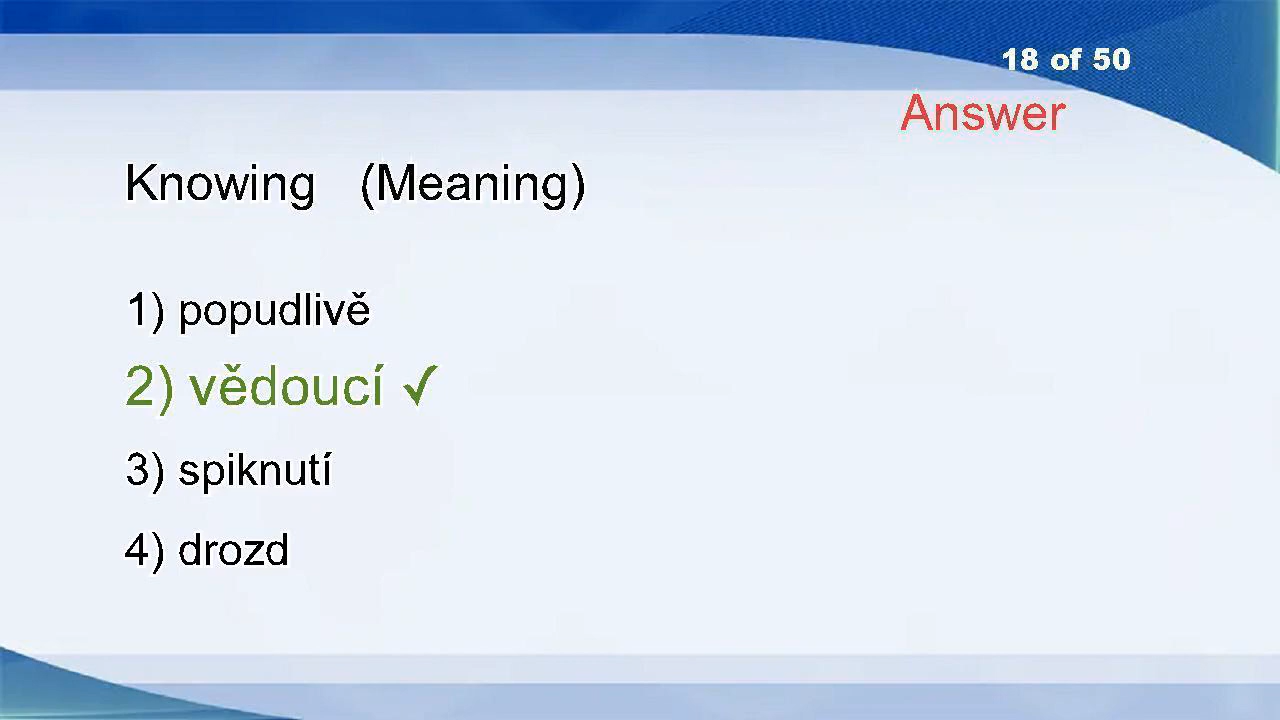 18 of 50
Answer
Knowing (Meaning)
1) popudlivě
2) vědoucí ✓
3) spiknutí
4) drozd